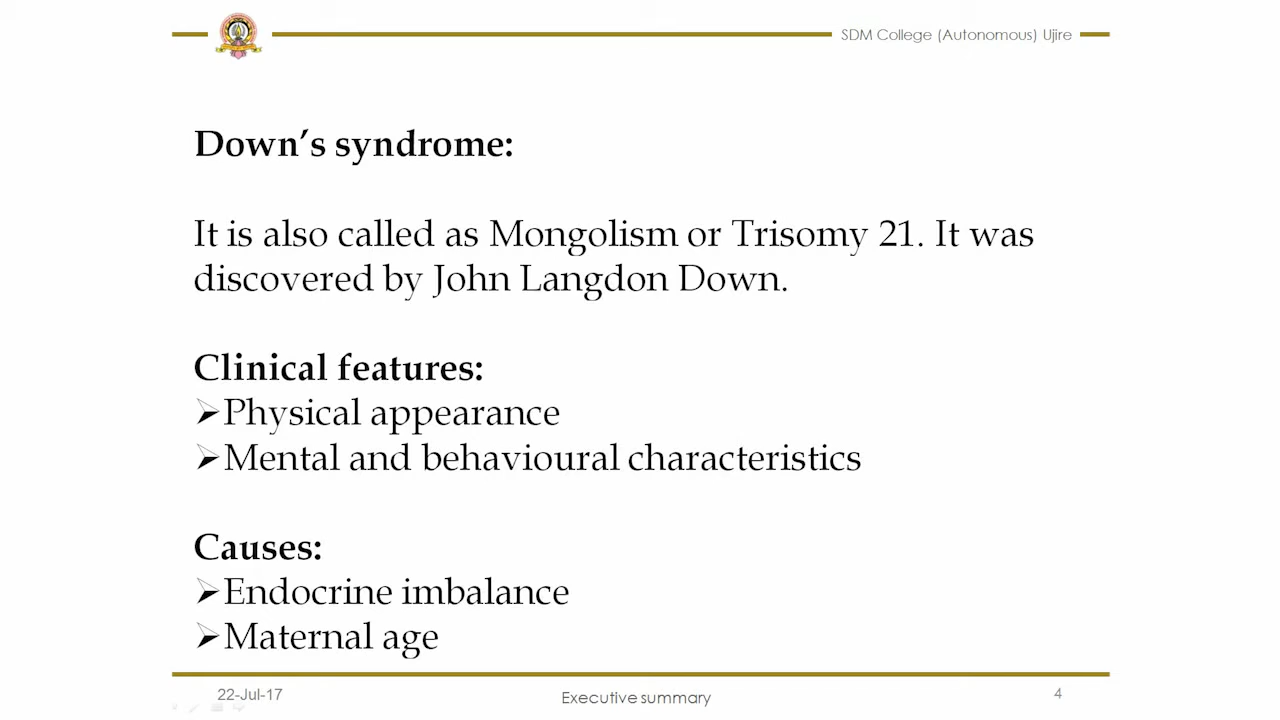 SDM College (Autonomous) Ujire
Down’s syndrome:
It is also called as Mongolism or Trisomy 21. It was
discovered by John Langdon Down.
Clinical features:
➢Physical appearance
➢Mental and behavioural characteristics
Causes:
➢Endocrine imbalance
➢Maternal age
22-Jul-17
Executive summary
4